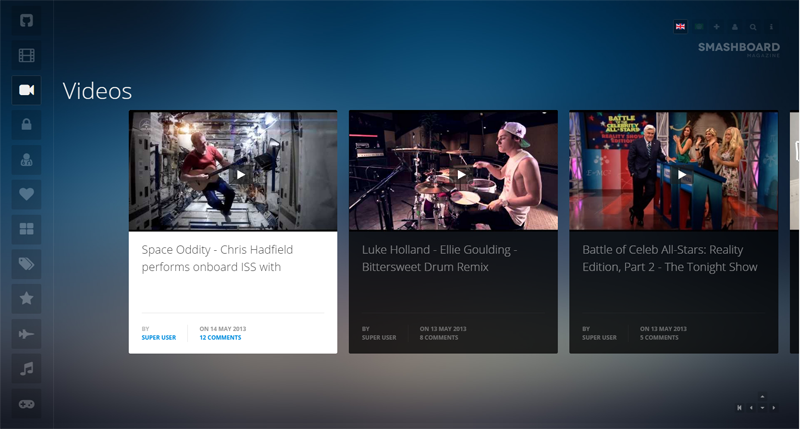 SMASHBOARD
MAGAZINE
Videos
BATTLE
OF THE
CELEBRITY
ALL-STARS
REALITY SHOW
EDITION
Space Oddity - Chris Hadfield
performs onboard ISS with
BY
SUPER USER
ON 14 MAY 2013
12 COMMENTS
Luke Holland - Ellie Goulding -
Bittersweet Drum Remix
BY
SUPER USER
ON 13 MAY 2013
8 COMMENTS
Battle of Celeb All-Stars: Reality
Edition, Part 2 - The Tonight Show
BY
SUPER USER
ON 13 MAY 2013
5 COMMENTS